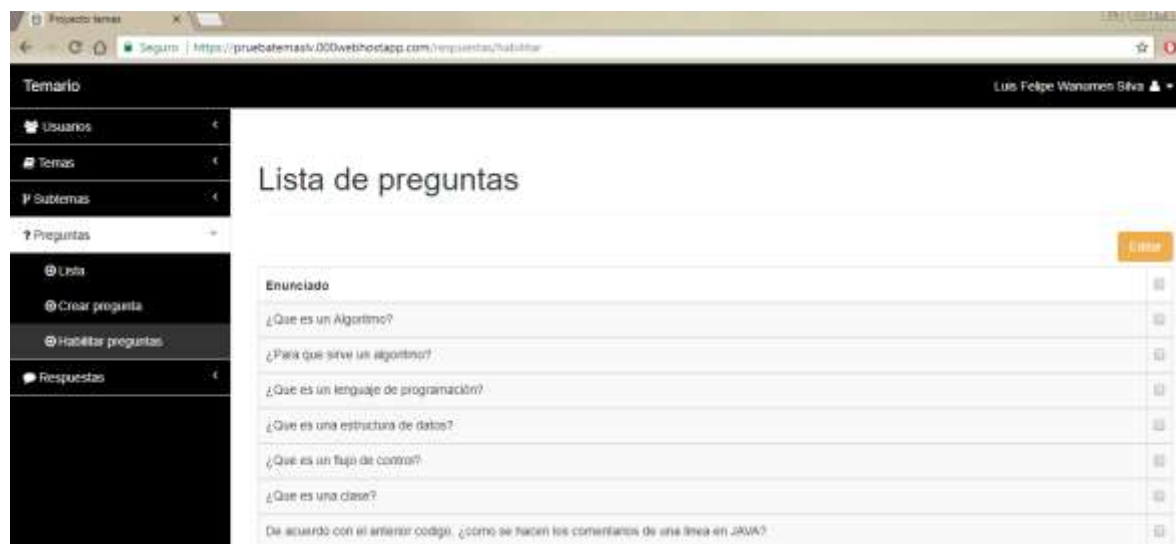 Proyecto temas
Seguro | https://pruebatemaslv.000webhostapp.com/respuestas/habilitar
Temario
Luis Felipe Wanumen Silva
Usuarios
Temas
Subtemas
Preguntas
Lista
Crear pregunta
Habilitar preguntas
Respuestas
Lista de preguntas
Editar
Enunciado
¿Que es un Algoritmo?
¿Para que sirve un algoritmo?
¿Que es un lenguaje de programación?
¿Que es una estructura de datos?
¿Que es un flujo de control?
¿Que es una clase?
De acuerdo con el anterior codigo, ¿como se hacen los comentarios de una linea en JAVA?